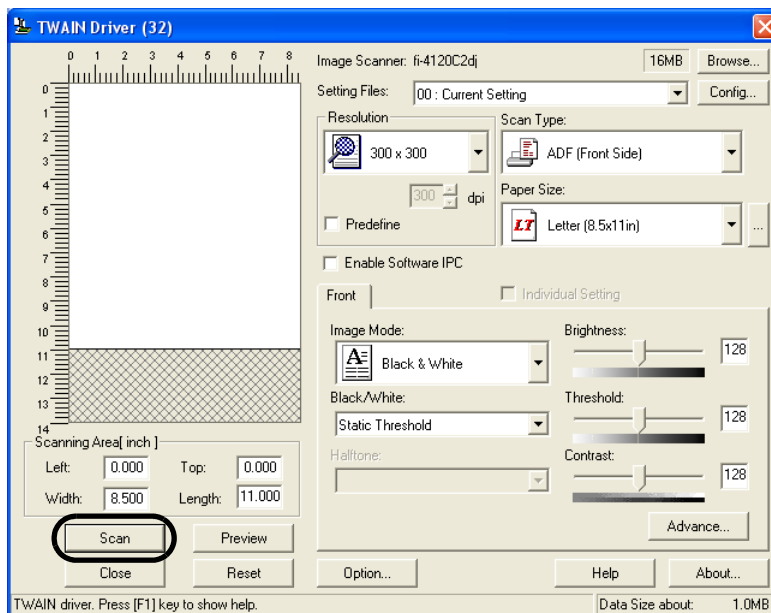 TWAIN Driver (32)
0 1 2 3 4 5 6 7 8
0
1
2
3
4
5
6
7
8
9
10
11
12
13
14
Image Scanner: fi-4120C2dj
16MB
Browse...
Setting Files:
00 : Current Setting
Config...
Resolution
300 x 300
300 dpi
Predefine
Scan Type:
ADF (Front Side)
Paper Size:
LT Letter (8.5x11in)
...
Enable Software IPC
Front
Individual Setting
Image Mode:
A Black & White
Black/White:
Static Threshold
Halftone:
Brightness:
128
Threshold:
128
Contrast:
128
Advance...
Scanning Area[ inch ]
Left: 0.000 Top: 0.000
Width: 8.500 Length: 11.000
Scan Preview
Close Reset
Option... Help About...
TWAIN driver. Press [F1] key to show help.
Data Size about: 1.0MB